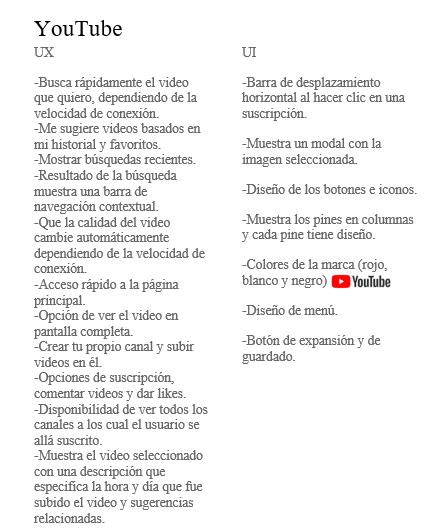 YouTube
UX
-Busca rápidamente el video
que quiero, dependiendo de la
velocidad de conexión.
-Me sugiere videos basados en
mi historial y favoritos.
-Mostrar búsquedas recientes.
-Resultado de la búsqueda
muestra una barra de
navegación contextual.
-Que la calidad del video
cambie automáticamente
dependiendo de la velocidad de
conexión.
-Acceso rápido a la página
principal.
-Opción de ver el video en
pantalla completa.
-Crear tu propio canal y subir
videos en él.
-Opciones de suscripción,
comentar videos y dar likes.
-Disponibilidad de ver todos los
canales a los cual el usuario se
allá suscrito.
-Muestra el video seleccionado
con una descripción que
especifica la hora y día que fue
subido el video y sugerencias
relacionadas.
UI
-Barra de desplazamiento
horizontal al hacer clic en una
suscripción.
-Muestra un modal con la
imagen seleccionada.
-Diseño de los botones e iconos.
-Muestra los pines en columnas
y cada pine tiene diseño.
-Colores de la marca (rojo,
blanco y negro) YouTube
-Diseño de menú.
-Botón de expansión y de
guardado.